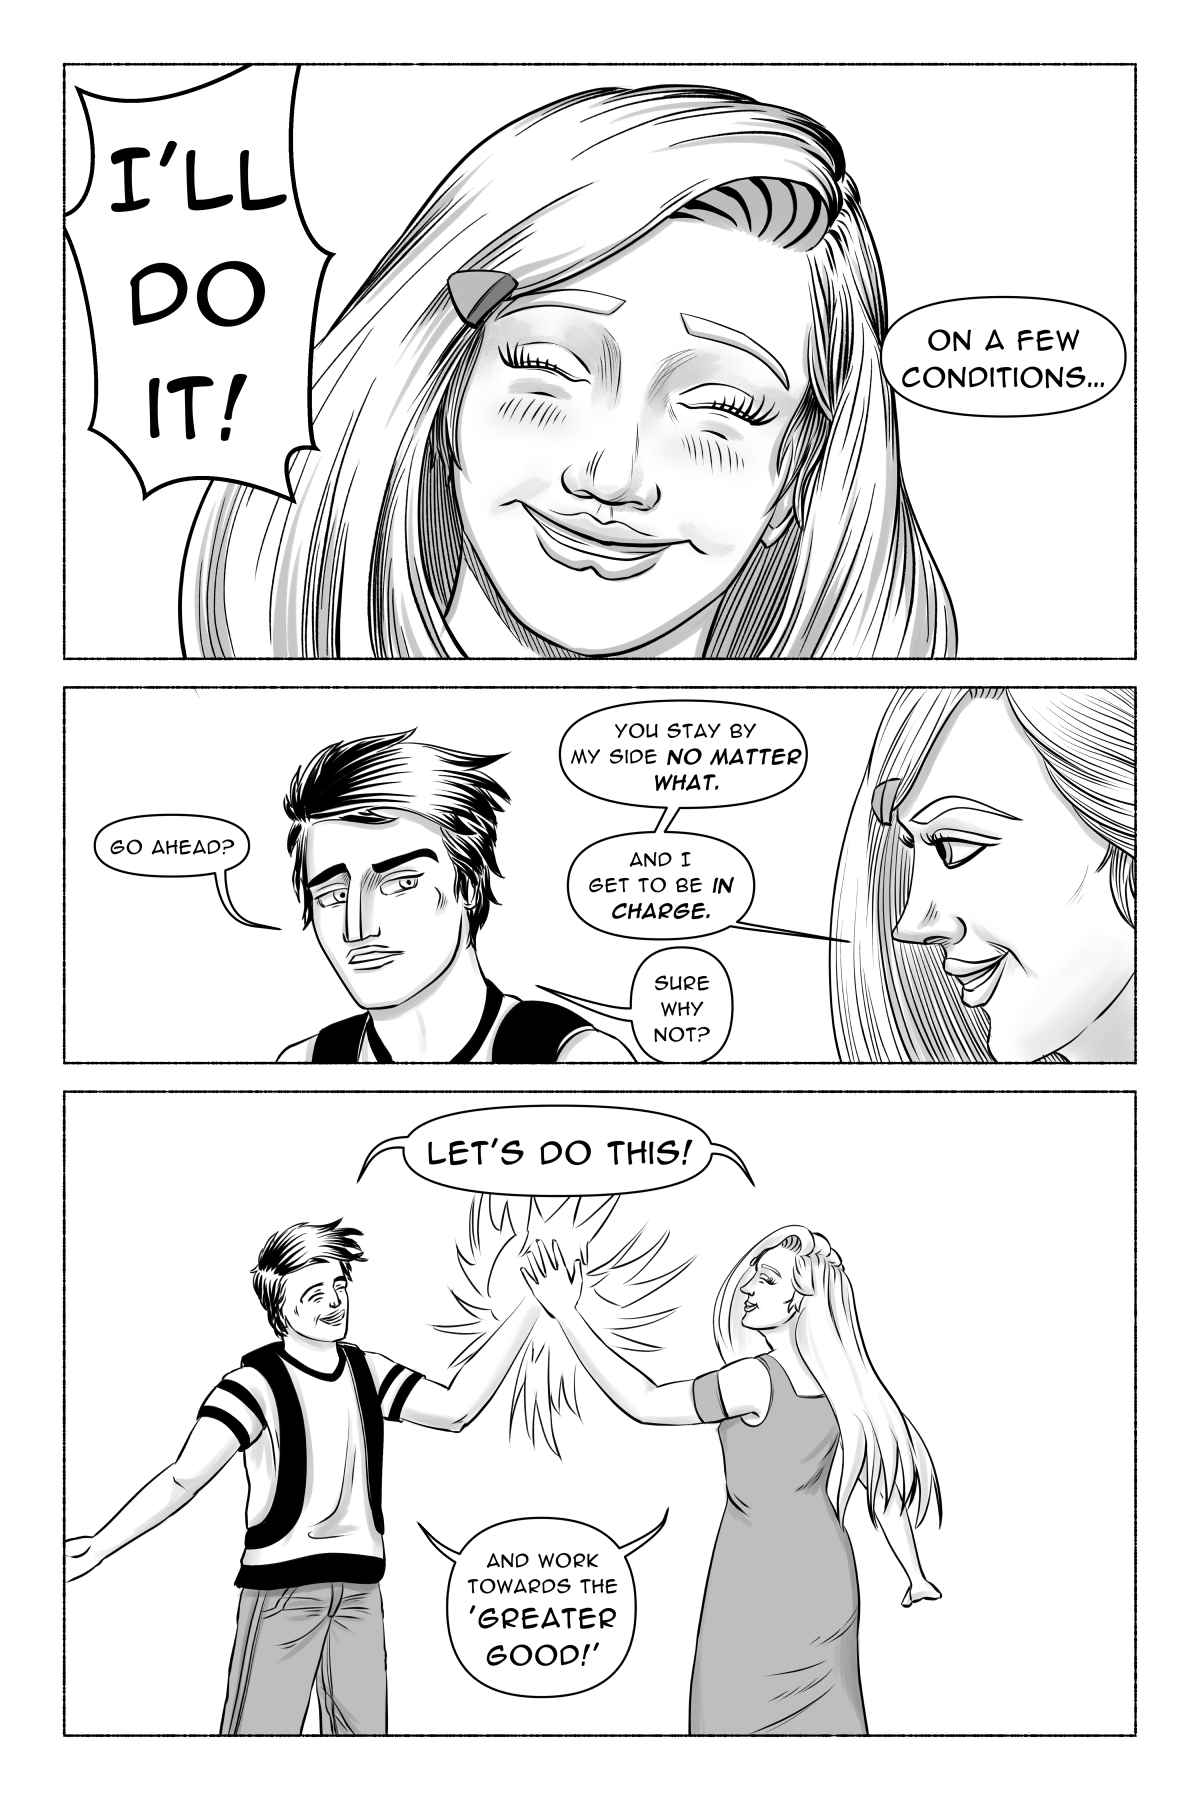 I'LL
DO
IT!
ON A FEW
CONDITIONS...
GO AHEAD?
YOU STAY BY
MY SIDE NO MATTER
WHAT.
AND I
GET TO BE IN
CHARGE.
SURE
WHY
NOT?
LET'S DO THIS!
AND WORK
TOWARDS THE
'GREATER
GOOD!'